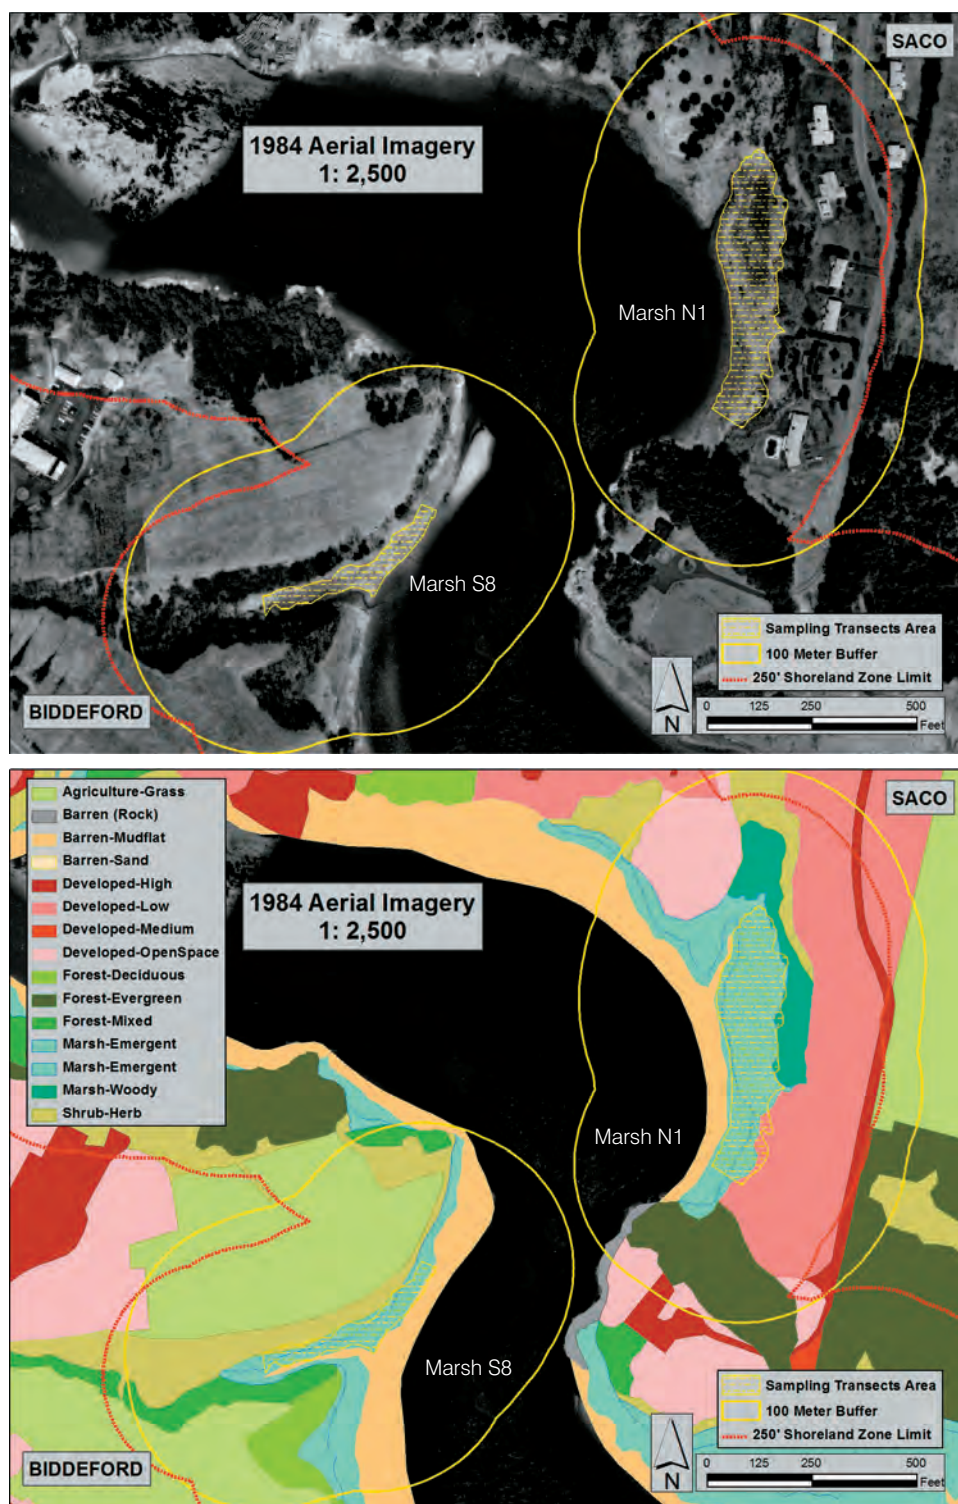 SACO
1984 Aerial Imagery
1: 2,500
Marsh N1
Marsh S8
Sampling Transects Area
100 Meter Buffer
250' Shoreland Zone Limit
BIDDEFORD
N
0 125 250 500
Feet
Agriculture-Grass
Barren (Rock)
Barren-Mudflat
Barren-Sand
Developed-High
Developed-Low
Developed-Medium
Developed-OpenSpace
Forest-Deciduous
Forest-Evergreen
Forest-Mixed
Marsh-Emergent
Marsh-Emergent
Marsh-Woody
Shrub-Herb
SACO
1984 Aerial Imagery
1: 2,500
Marsh N1
Marsh S8
Sampling Transects Area
100 Meter Buffer
250' Shoreland Zone Limit
BIDDEFORD
N
0 125 250 500
Feet